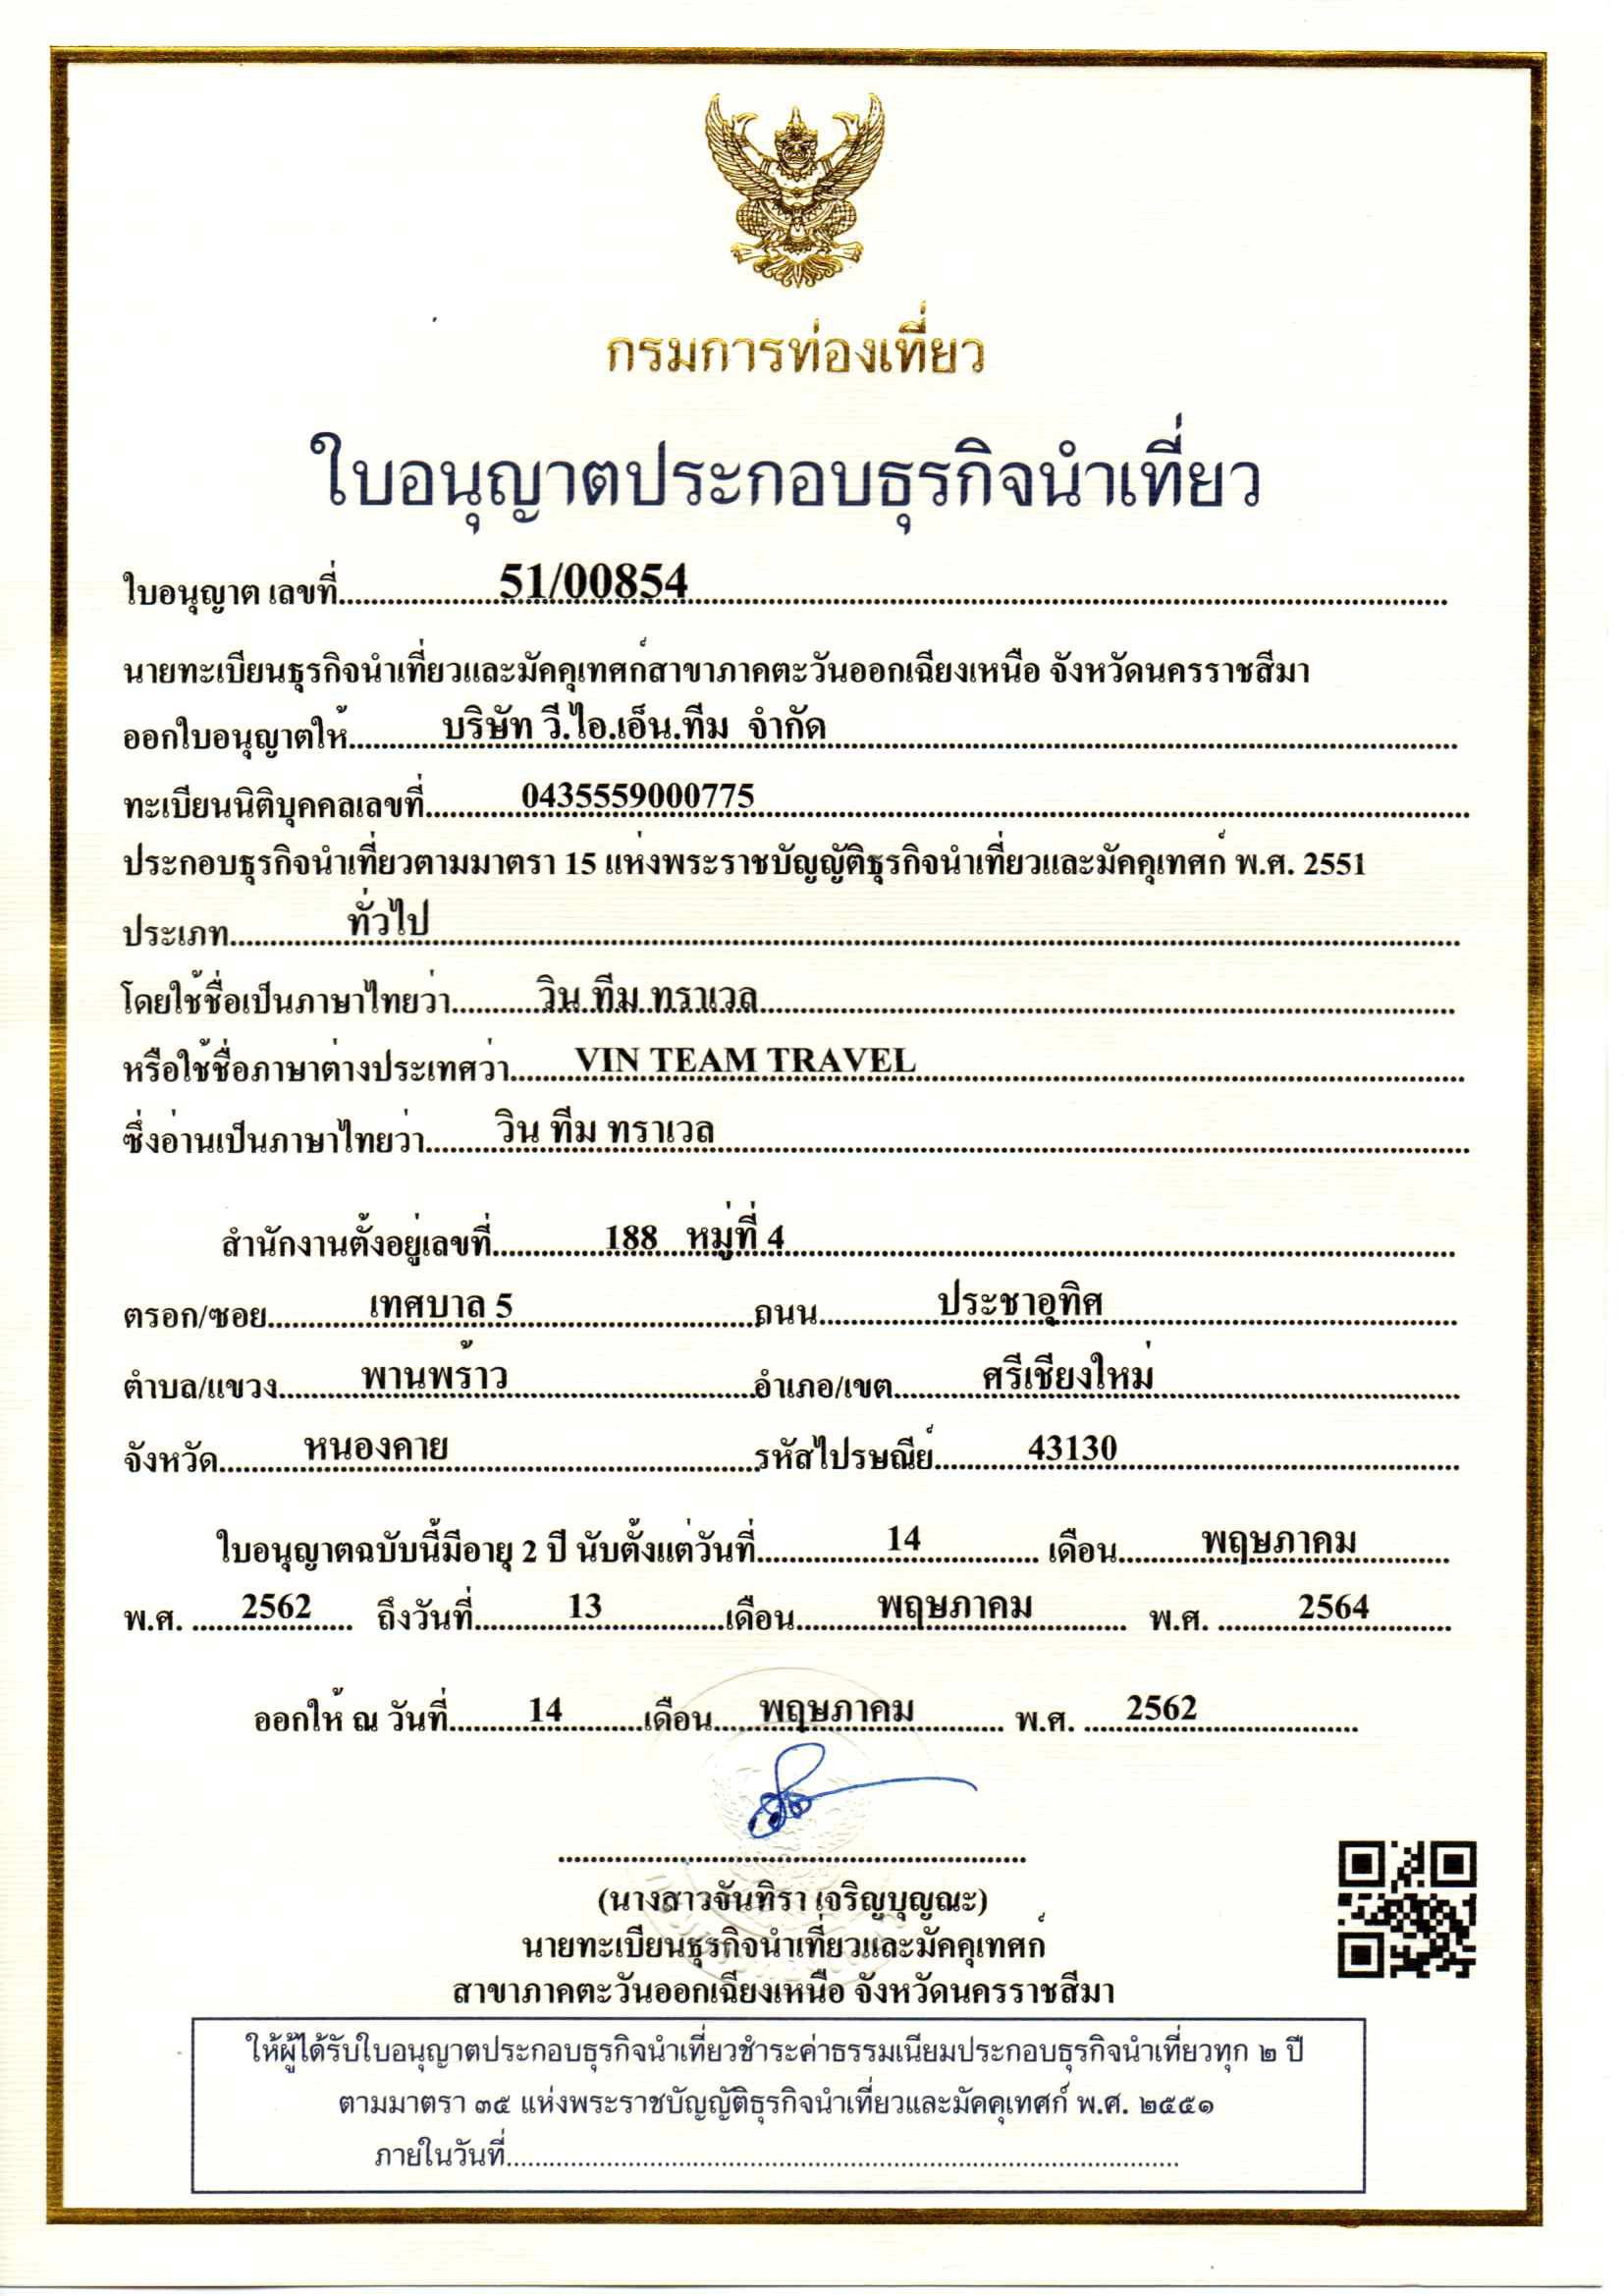 กรมการท่องเที่ยว
ใบอนุญาตประกอบธุรกิจนำเที่ยว
ใบอนุญาต เลขที่ 51/00854
นายทะเบียนธุรกิจนำเที่ยวและมัคคุเทศก์สาขาภาคตะวันออกเฉียงเหนือ จังหวัดนครราชสีมา
ออกใบอนุญาตให้ บริษัท วี.ไอ.เอ็น.ทีม จำกัด
ทะเบียนนิติบุคคลเลขที่ 0435559000775
ประกอบธุรกิจนำเที่ยวตามมาตรา 15 แห่งพระราชบัญญัติธุรกิจนำเที่ยวและมัคคุเทศก์ พ.ศ. 2551
ประเภท ทั่วไป
โดยใช้ชื่อเป็นภาษาไทยว่า วิน ทีม ทราเวล
หรือใช้ชื่อภาษาต่างประเทศว่า VIN TEAM TRAVEL
ซึ่งอ่านเป็นภาษาไทยว่า วิน ทีม ทราเวล
สำนักงานตั้งอยู่เลขที่ 188 หมู่ที่ 4
ตรอก/ซอย เทศบาล 5 ถนน ประชาอุทิศ
ตำบล/แขวง พานพร้าว อำเภอ/เขต ศรีเชียงใหม่
จังหวัด หนองคาย รหัสไปรษณีย์ 43130
ใบอนุญาตฉบับนี้มีอายุ 2 ปี นับตั้งแต่วันที่ 14 เดือน พฤษภาคม
พ.ศ. 2562 ถึงวันที่ 13 เดือน พฤษภาคม พ.ศ. 2564
ออกให้ ณ วันที่ 14 เดือน พฤษภาคม พ.ศ. 2562
(นางสาวจันทิรา เจริญบุญณะ)
นายทะเบียนธุรกิจนำเที่ยวและมัคคุเทศก์
สาขาภาคตะวันออกเฉียงเหนือ จังหวัดนครราชสีมา
ให้ผู้ได้รับใบอนุญาตประกอบธุรกิจนำเที่ยวชำระค่าธรรมเนียมประกอบธุรกิจนำเที่ยวทุก ๒ ปี
ตามมาตรา ๓๕ แห่งพระราชบัญญัติธุรกิจนำเที่ยวและมัคคุเทศก์ พ.ศ. ๒๕๕๑
ภายในวันที่